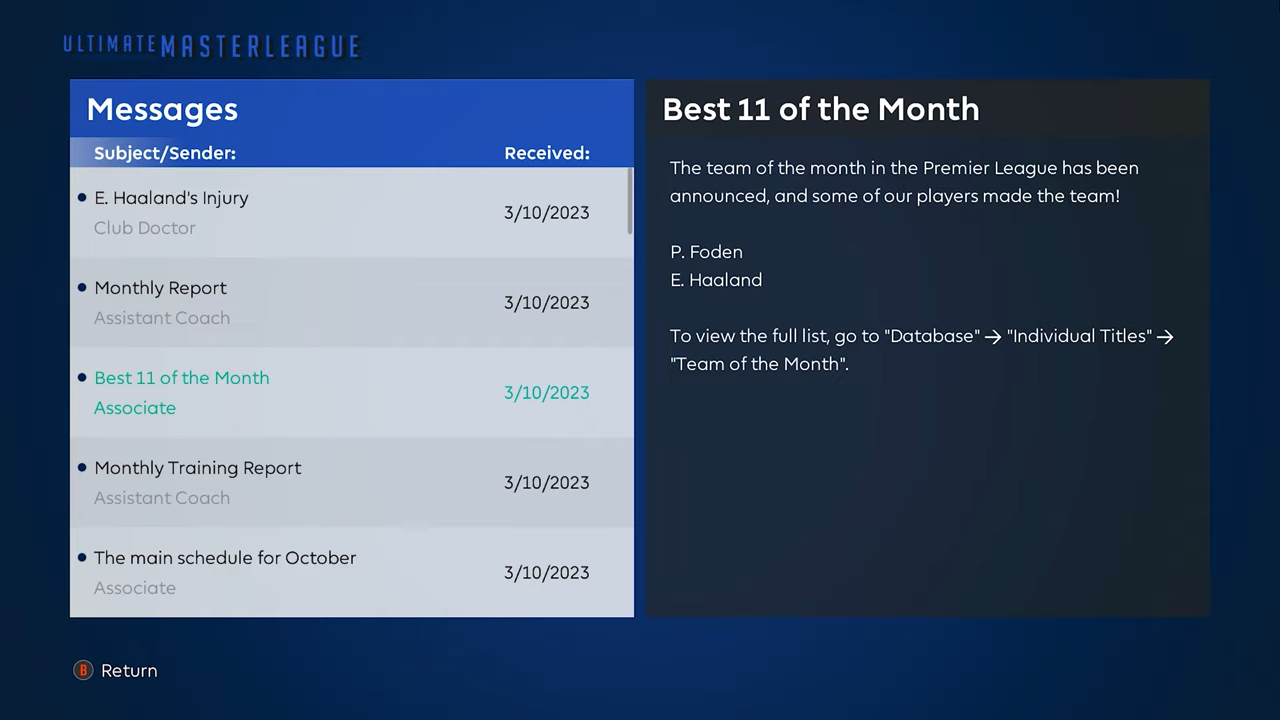 ULTIMATE MASTERLEAGUE
Messages
Subject/Sender: Received:
E. Haaland's Injury
Club Doctor
3/10/2023
Monthly Report
Assistant Coach
3/10/2023
Best 11 of the Month
Associate
3/10/2023
Monthly Training Report
Assistant Coach
3/10/2023
The main schedule for October
Associate
3/10/2023
Best 11 of the Month
The team of the month in the Premier League has been
announced, and some of our players made the team!
P. Foden
E. Haaland
To view the full list, go to "Database" → "Individual Titles" →
"Team of the Month".
B Return